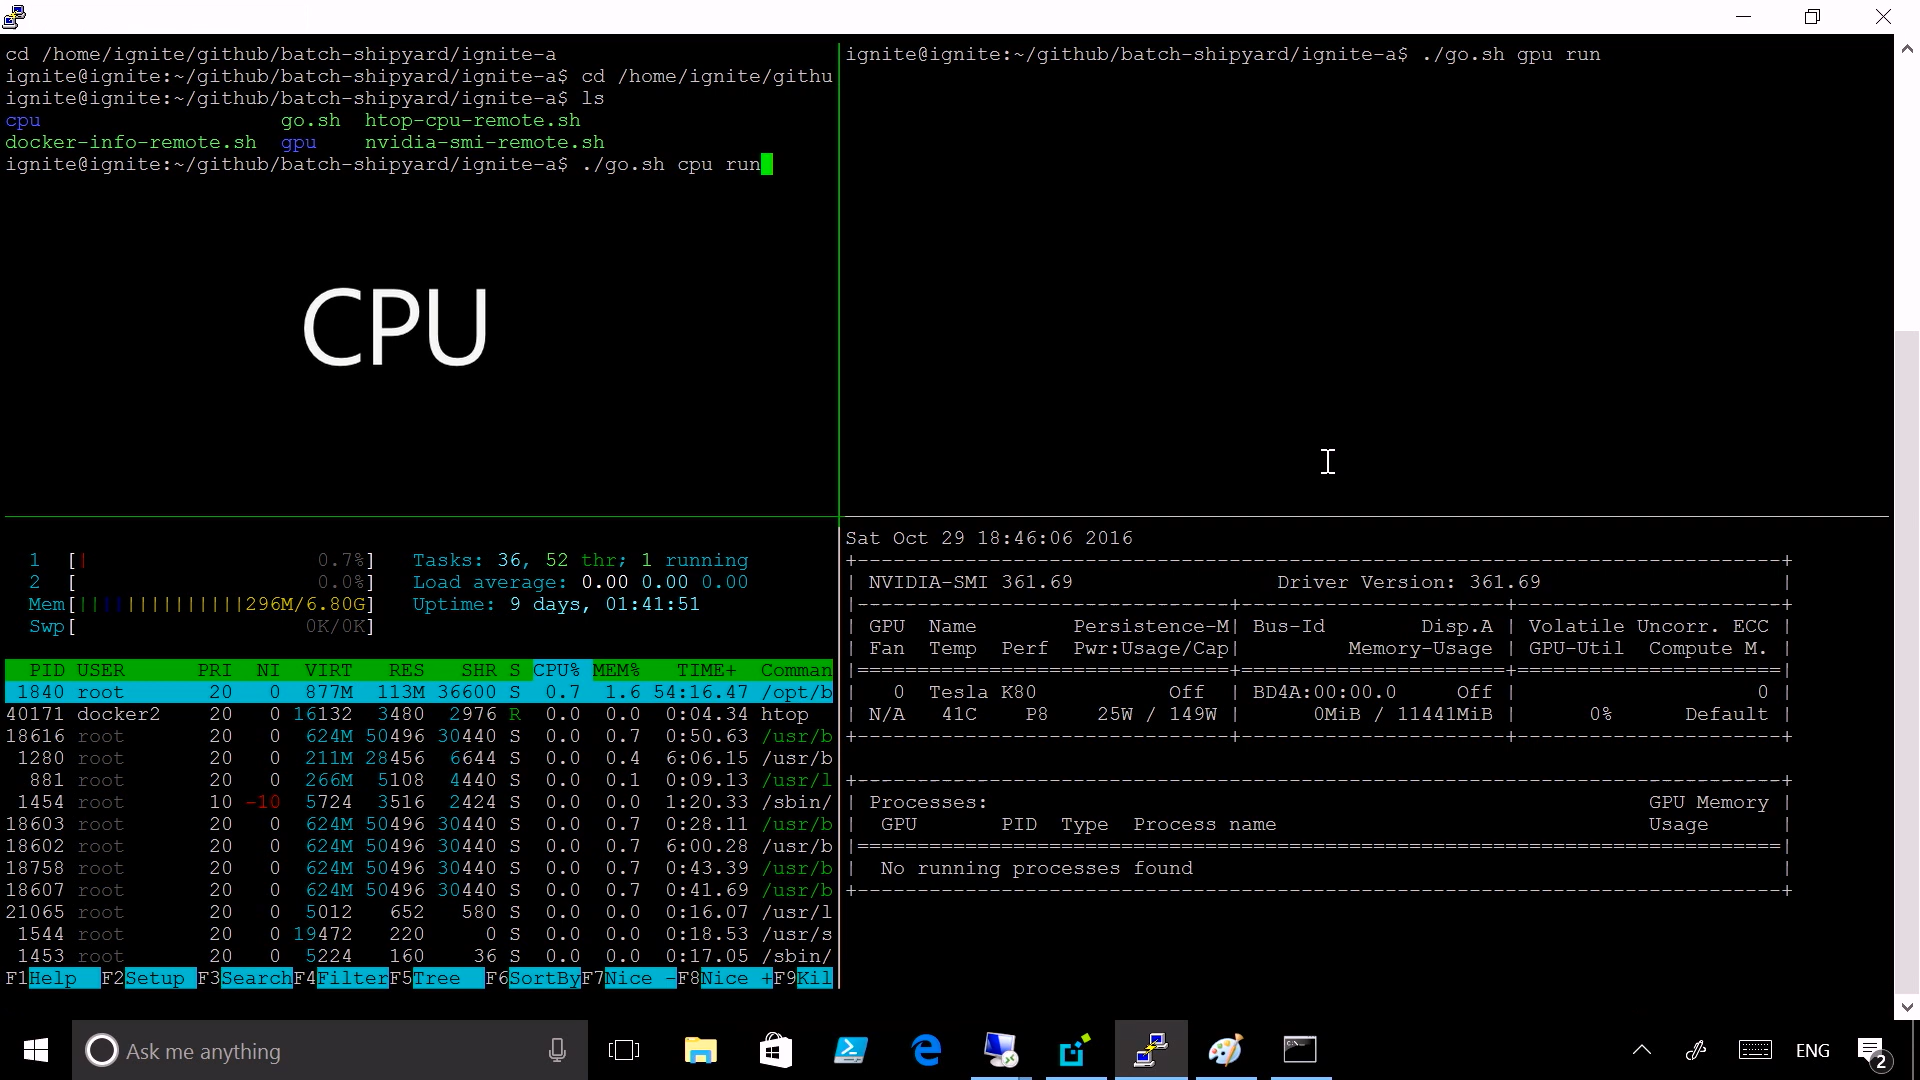 cd /home/ignite/github/batch-shipyard/ignite-a
ignite@ignite:~/github/batch-shipyard/ignite-a$ cd /home/ignite/githu
ignite@ignite:~/github/batch-shipyard/ignite-a$ ls
cpu go.sh htop-cpu-remote.sh
docker-info-remote.sh gpu nvidia-smi-remote.sh
ignite@ignite:~/github/batch-shipyard/ignite-a$ ./go.sh cpu run
CPU
ignite@ignite:~/github/batch-shipyard/ignite-a$ ./go.sh gpu run
1 [| 0.7%] Tasks: 36, 52 thr; 1 running
2 [ 0.0%] Load average: 0.00 0.00 0.00
Mem[||||||||||||||296M/6.80G] Uptime: 9 days, 01:41:51
Swp[ 0K/0K]
PID USER PRI NI VIRT RES SHR S CPU% MEM% TIME+ Comman
1840 root 20 0 877M 113M 36600 S 0.7 1.6 54:16.47 /opt/b
40171 docker2 20 0 16132 3480 2976 R 0.0 0.0 0:04.34 htop
18616 root 20 0 624M 50496 30440 S 0.0 0.7 0:50.63 /usr/b
1280 root 20 0 211M 28456 6644 S 0.0 0.4 6:06.15 /usr/b
881 root 20 0 266M 5108 4440 S 0.0 0.1 0:09.13 /usr/l
1454 root 10 -10 5724 3516 2424 S 0.0 0.0 1:20.33 /sbin/
18603 root 20 0 624M 50496 30440 S 0.0 0.7 0:28.11 /usr/b
18602 root 20 0 624M 50496 30440 S 0.0 0.7 6:00.28 /usr/b
18758 root 20 0 624M 50496 30440 S 0.0 0.7 0:43.39 /usr/b
18607 root 20 0 624M 50496 30440 S 0.0 0.7 0:41.69 /usr/b
21065 root 20 0 5012 652 580 S 0.0 0.0 0:16.07 /usr/l
1544 root 20 0 19472 220 0 S 0.0 0.0 0:18.53 /usr/s
1453 root 20 0 5224 160 36 S 0.0 0.0 0:17.05 /sbin/
F1Help F2Setup F3SearchF4FilterF5Tree F6SortByF7Nice -F8Nice +F9Kil
Sat Oct 29 18:46:06 2016
NVIDIA-SMI 361.69 Driver Version: 361.69
GPU Name Persistence-M| Bus-Id Disp.A | Volatile Uncorr. ECC |
Fan Temp Perf Pwr:Usage/Cap| Memory-Usage | GPU-Util Compute M. |
0 Tesla K80 Off | BD4A:00:00.0 Off | 0 |
N/A 41C P8 25W / 149W | 0MiB / 11441MiB | 0% Default |
Processes: GPU Memory |
GPU PID Type Process name Usage |
No running processes found |
Ask me anything
ENG
2